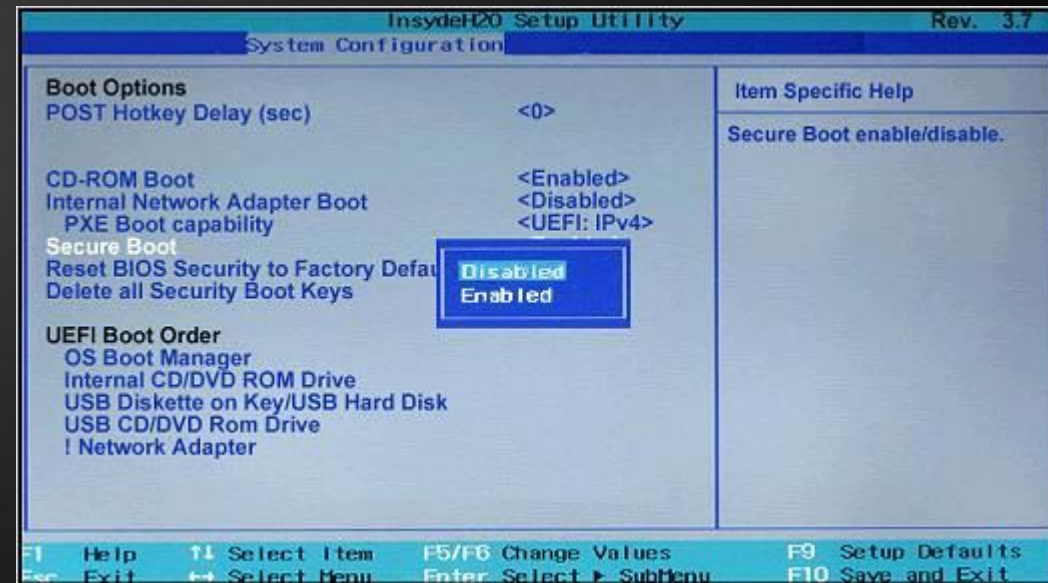 InsydeH20 Setup Utility Rev. 3.7
System Configuration
Boot Options
POST Hotkey Delay (sec) <0>
CD-ROM Boot <Enabled>
Internal Network Adapter Boot <Disabled>
PXE Boot capability <UEFI: IPv4>
Secure Boot
Reset BIOS Security to Factory Defau
Delete all Security Boot Keys
Disabled
Enabled
UEFI Boot Order
OS Boot Manager
Internal CD/DVD ROM Drive
USB Diskette on Key/USB Hard Disk
USB CD/DVD Rom Drive
! Network Adapter
Item Specific Help
Secure Boot enable/disable.
F1 Help ↑↓ Select Item F5/F6 Change Values F9 Setup Defaults
Esc Exit ↔ Select Menu Enter Select ▶ SubMenu F10 Save and Exit